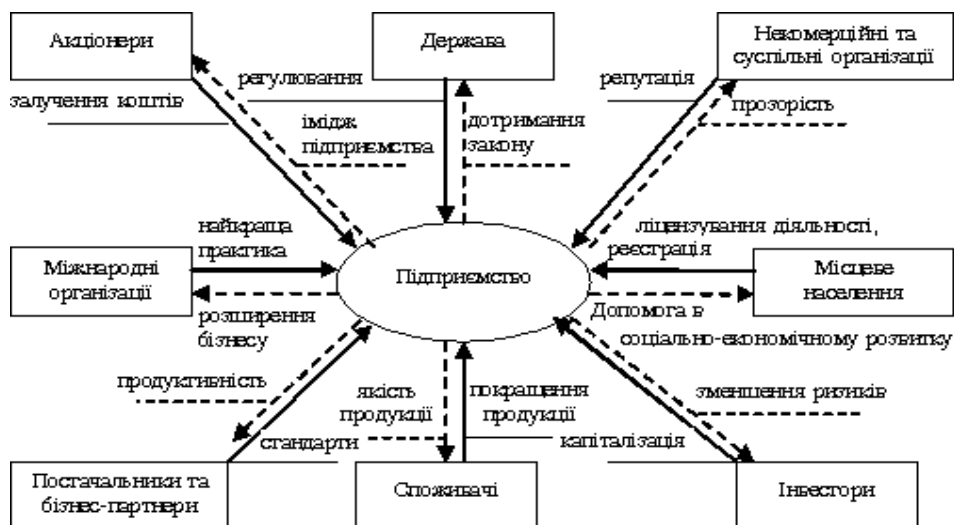 Акціонери
Держава
Некомерційні та
суспільні організації
залучення коштів
регулювання
репутація
прозорість
імідж
підприємства
дотримання
закону
найкраща
практика
ліцензування діяльності,
реєстрація
Міжнародні
організації
Підприємство
Місцеве
населення
розширення
бізнесу
Допомога в
соціально-економічному розвитку
продуктивність
якість
продукції
покращення
продукції
зменшення ризиків
стандарти
капіталізація
Постачальники та
бізнес-партнери
Споживачі
Інвестори